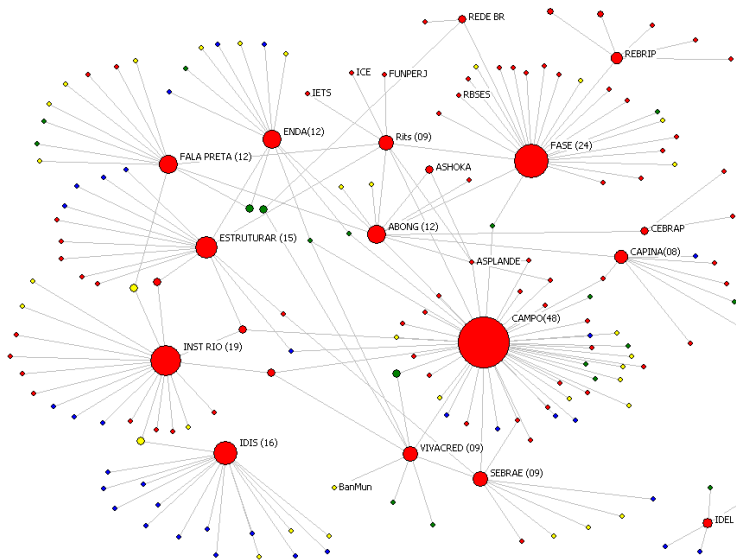 REDE BR
REBRIP
ICE
FUNPERJ
IETS
RBSES
ENDA(12)
Rits (09)
FASE (24)
FALA PRETA (12)
ASHOKA
ABONG (12)
CEBRAP
ESTRUTURAR (15)
CAPINA(08)
ASPLANDE
CAMPO(48)
INST RIO (19)
IDIS (16)
VIVACRED (09)
SEBRAE (09)
BanMun
IDEL